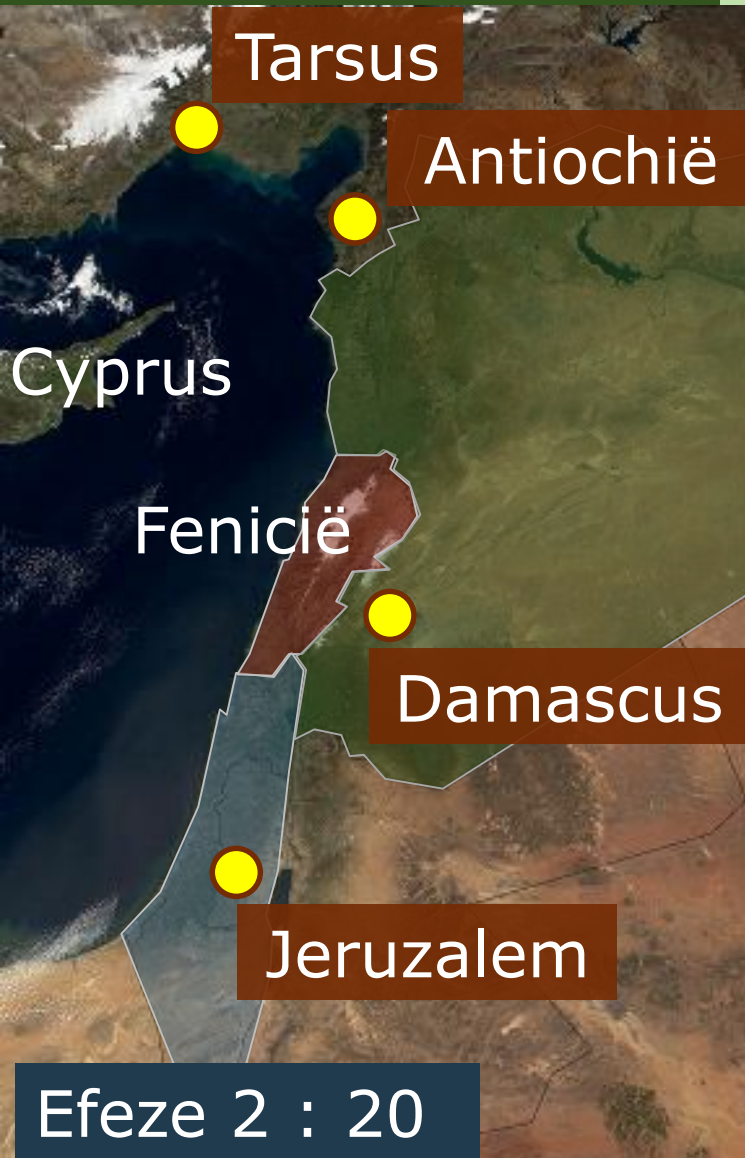 Tarsus
Antiochië
Cyprus
Fenicië
Damascus
Jeruzalem
Efeze 2 : 20